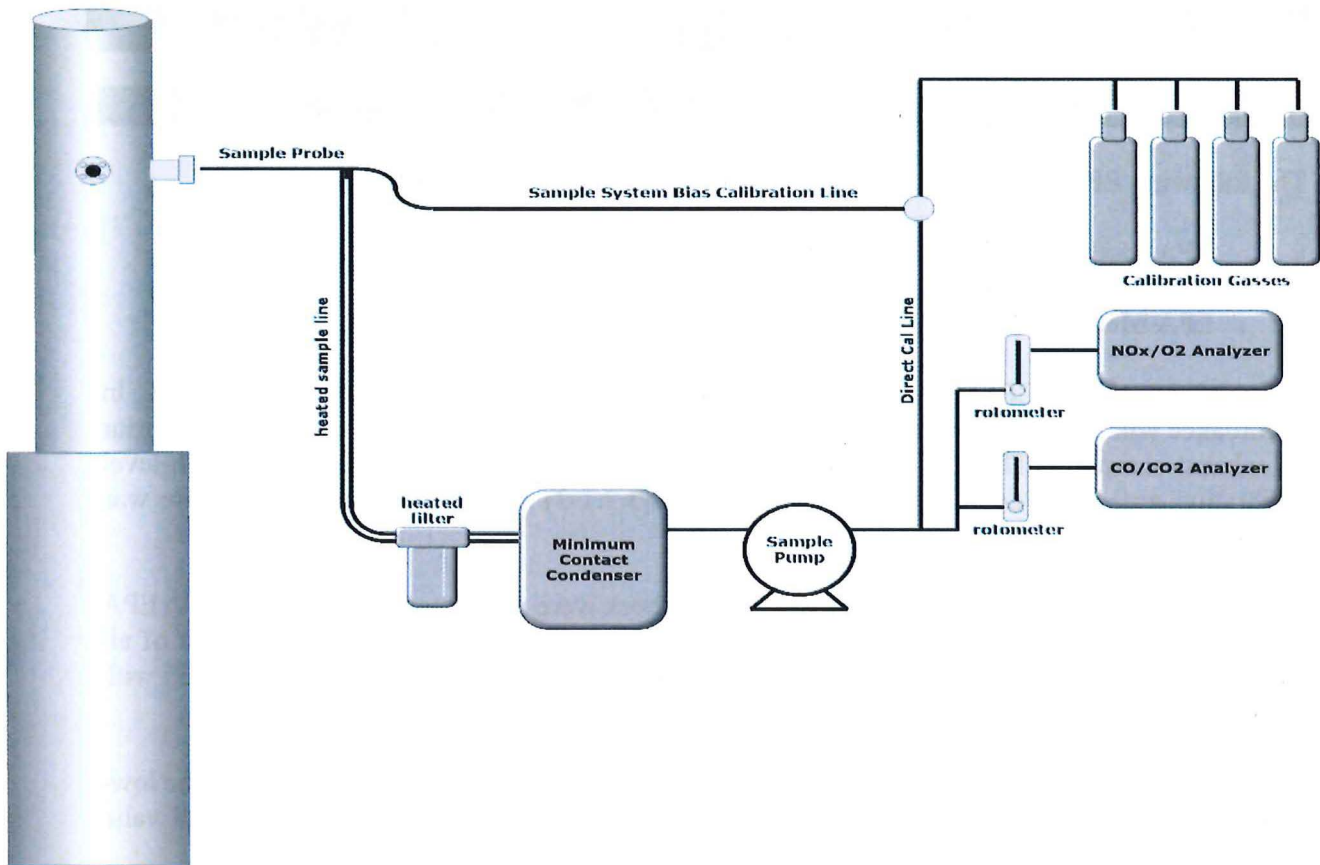 Sample Probe
Sample System Bias Calibration Line
Calibration Gasses
heated sample line
Direct Cal Line
NOx/O2 Analyzer
rotometer
CO/CO2 Analyzer
rotometer
heated
filter
Minimum
Contact
Condenser
Sample
Pump